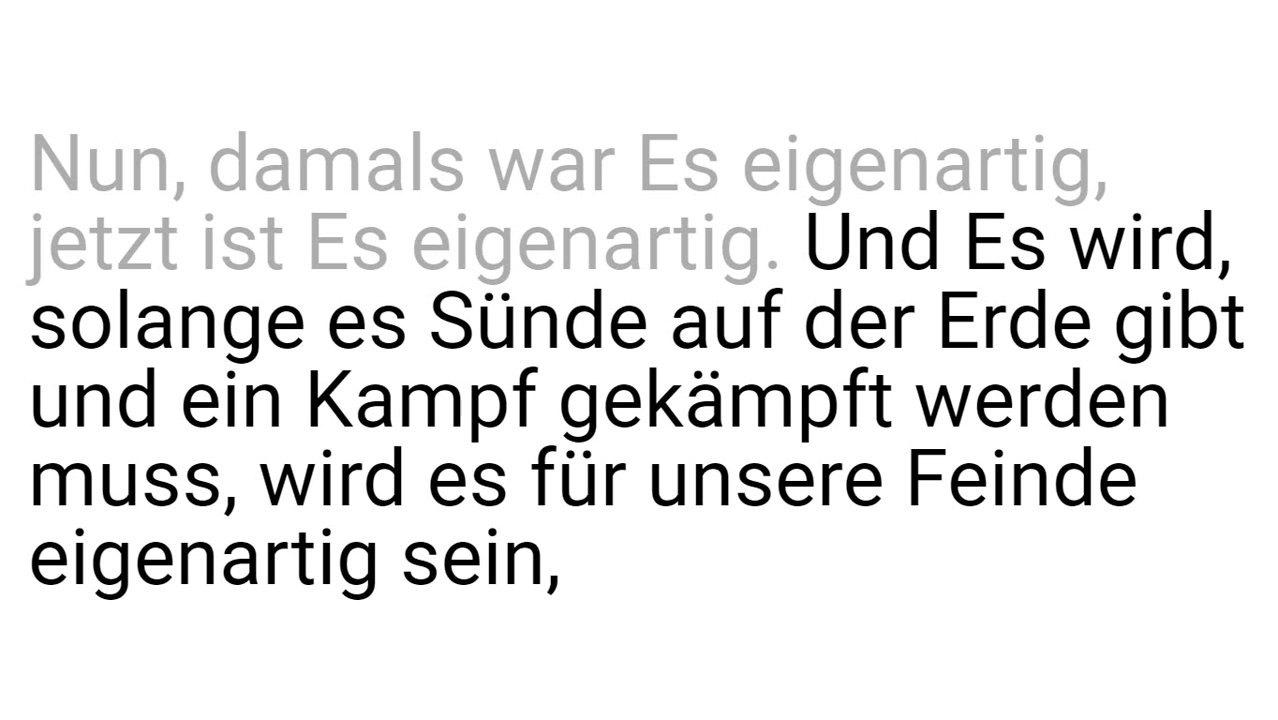 Nun, damals war Es eigenartig,
jetzt ist Es eigenartig. Und Es wird,
solange es Sünde auf der Erde gibt
und ein Kampf gekämpft werden
muss, wird es für unsere Feinde
eigenartig sein,